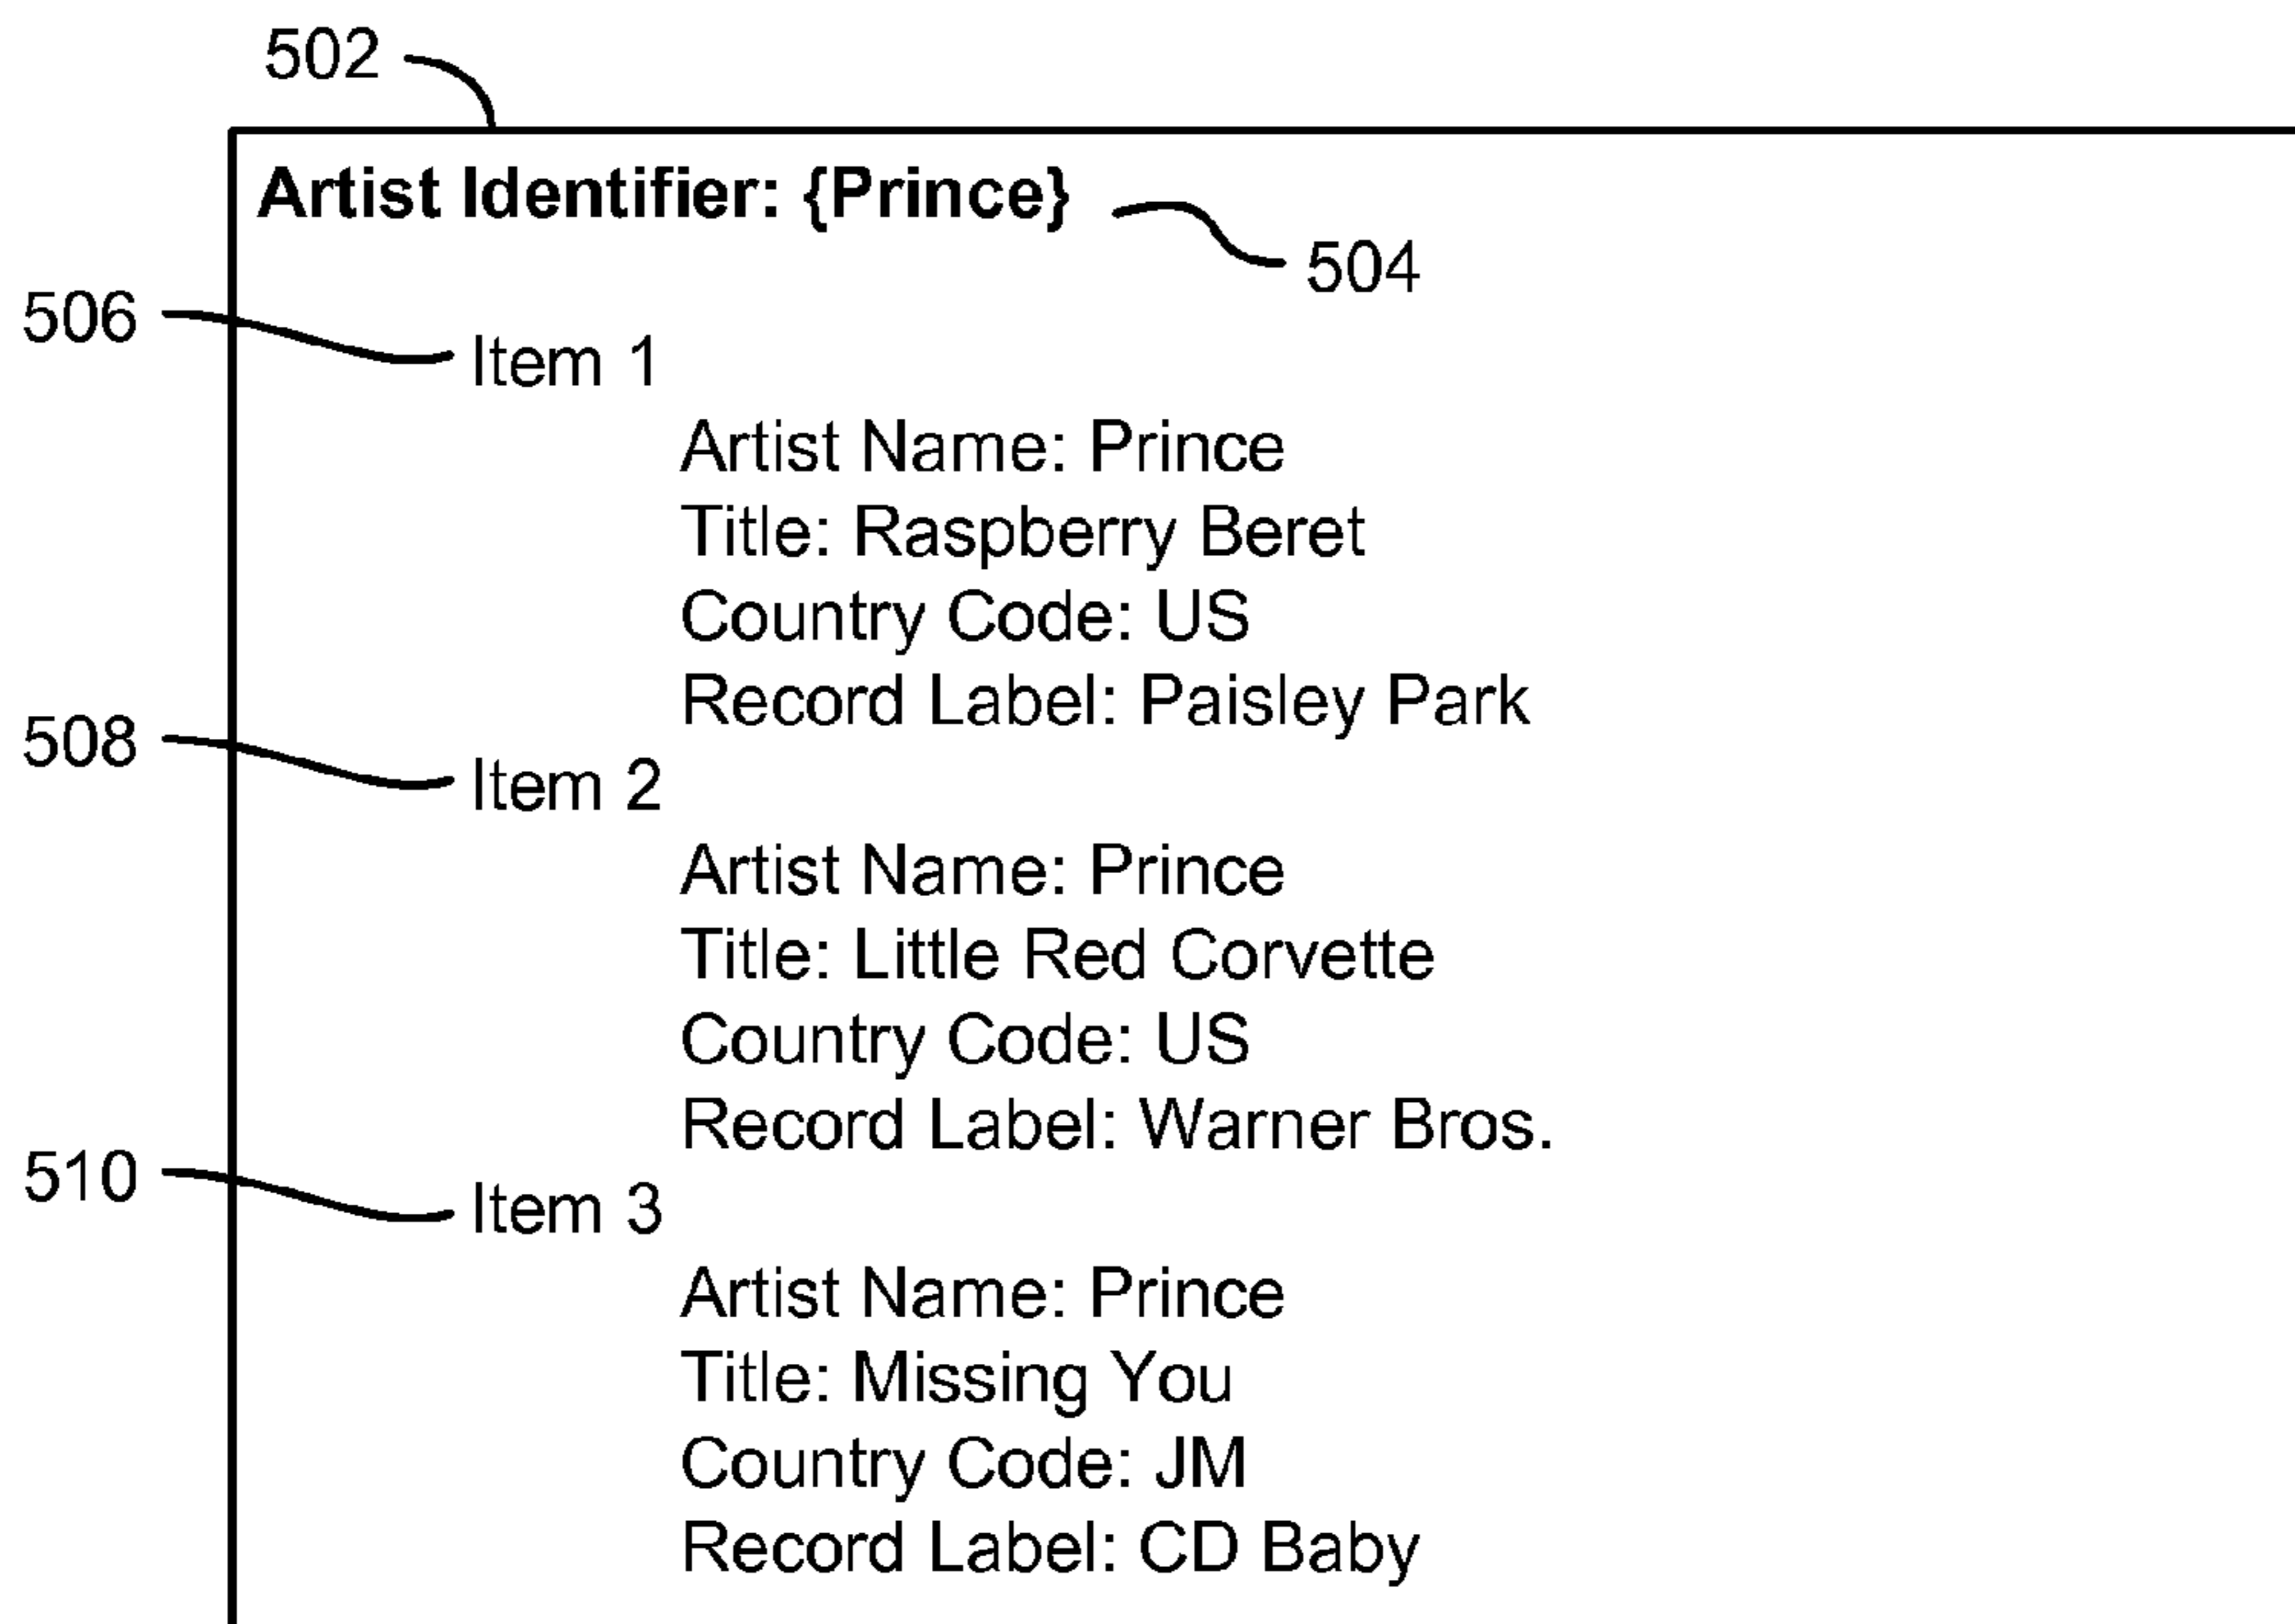 502
Artist Identifier: {Prince}
504
506
Item 1
Artist Name: Prince
Title: Raspberry Beret
Country Code: US
Record Label: Paisley Park
508
Item 2
Artist Name: Prince
Title: Little Red Corvette
Country Code: US
Record Label: Warner Bros.
510
Item 3
Artist Name: Prince
Title: Missing You
Country Code: JM
Record Label: CD Baby